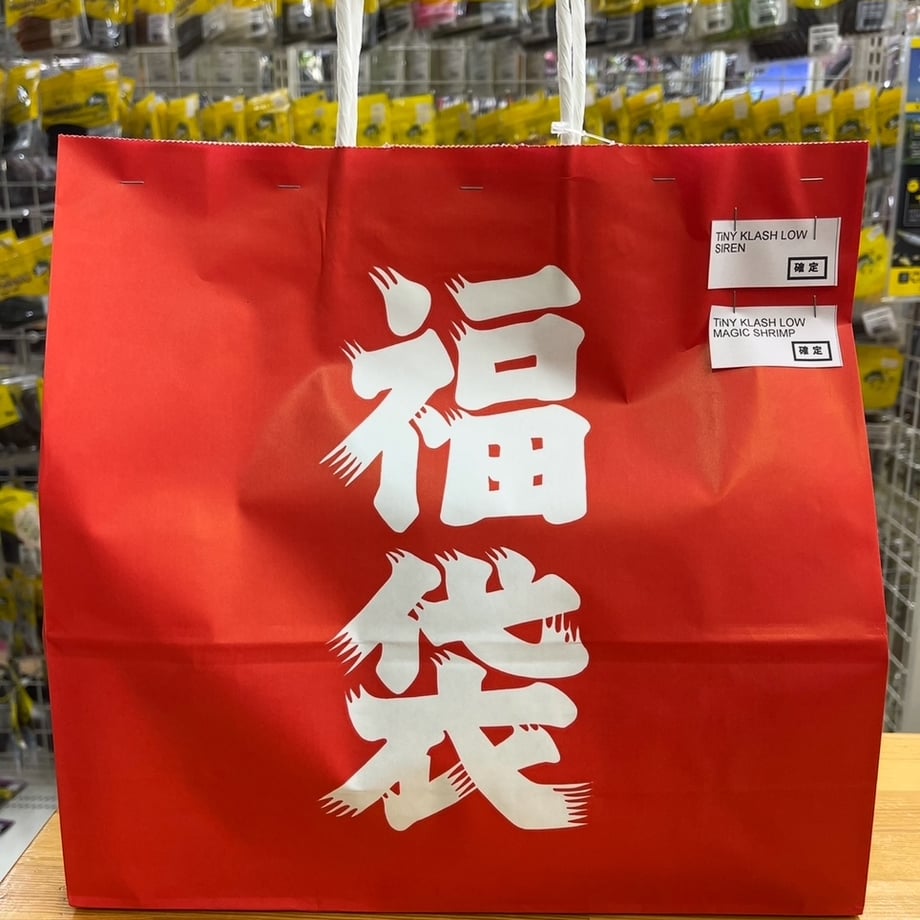 福袋
TiNY KLASH LOW
SIREN
確定
TiNY KLASH LOW
MAGIC SHRIMP
確定